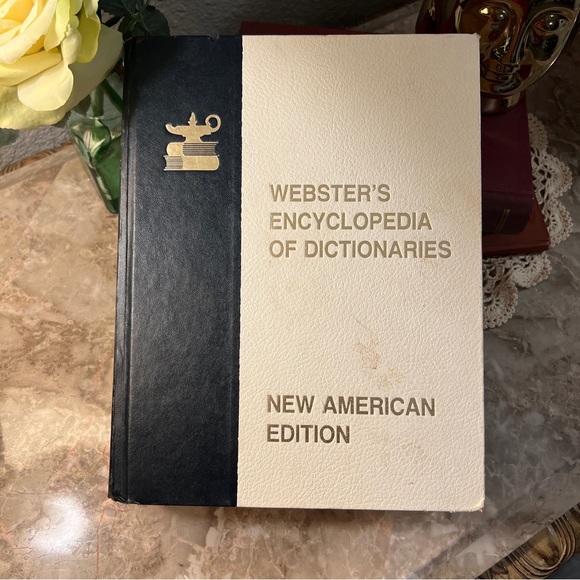 WEBSTER'S
ENCYCLOPEDIA
OF DICTIONARIES
NEW AMERICAN
EDITION